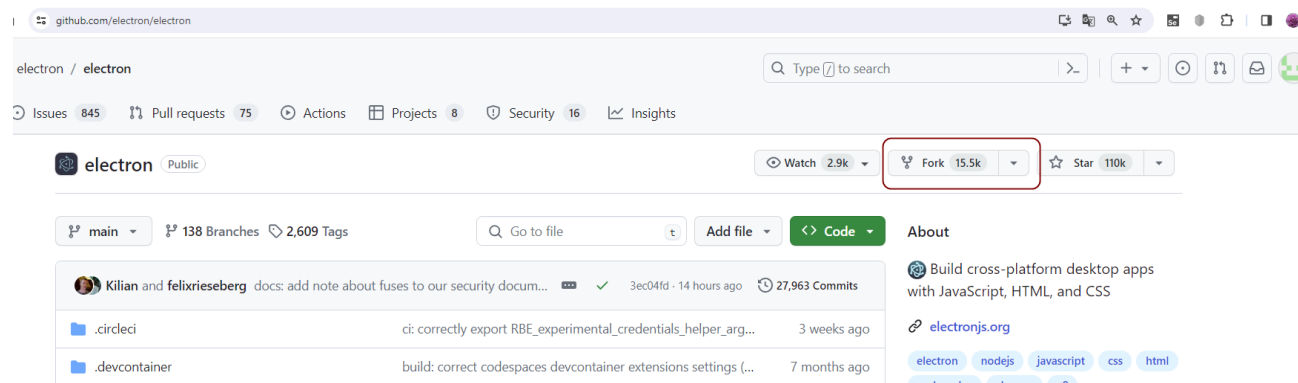 github.com/electron/electron
electron / electron
Type / to search
Issues 845 Pull requests 75 Actions Projects 8 Security 16 Insights
electron Public Watch 2.9k Fork 15.5k Star 110k
main 138 Branches 2,609 Tags Go to file t Add file Code
About
Build cross-platform desktop apps
with JavaScript, HTML, and CSS
Kilian and felixrieseberg docs: add note about fuses to our security docum... 3ec04fd · 14 hours ago 27,963 Commits
electronjs.org
.circleci ci: correctly export RBE_experimental_credentials_helper_arg... 3 weeks ago
.devcontainer build: correct codespaces devcontainer extensions settings (... 7 months ago
electron nodejs javascript css html